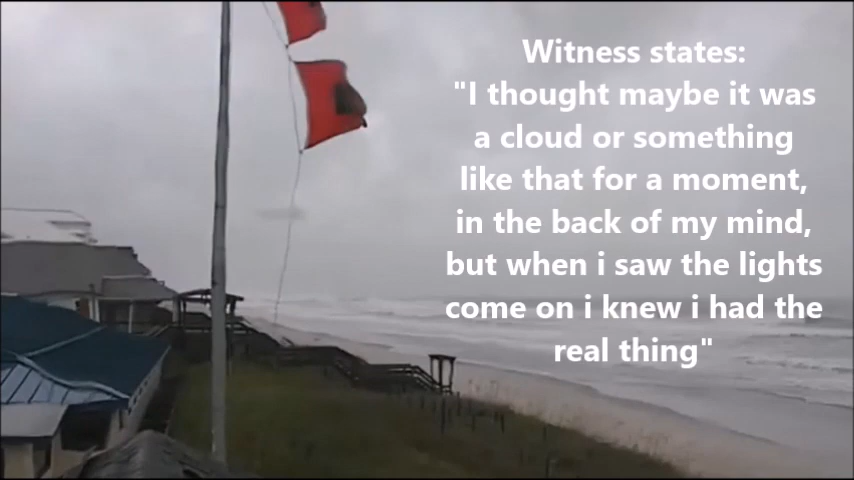 Witness states:
"I thought maybe it was
a cloud or something
like that for a moment,
in the back of my mind,
but when i saw the lights
come on i knew i had the
real thing"